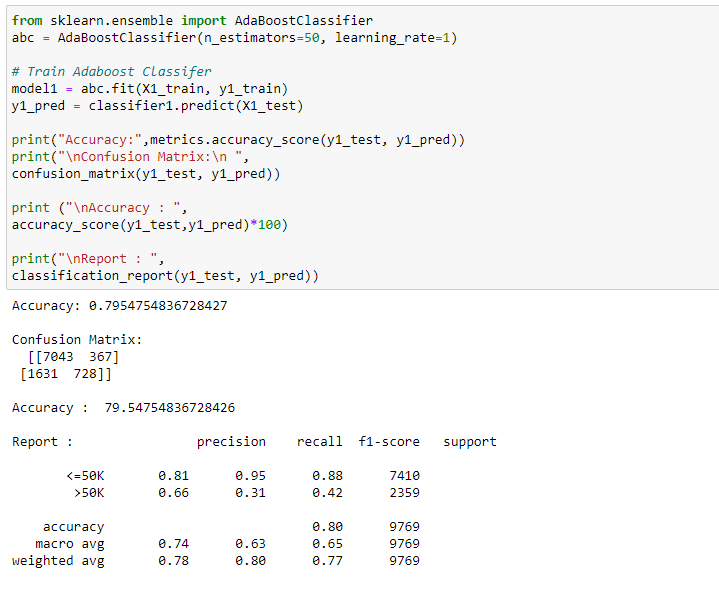 from sklearn.ensemble import AdaBoostClassifier
abc = AdaBoostClassifier(n_estimators=50, learning_rate=1)
# Train Adaboost Classifer
model1 = abc.fit(X1_train, y1_train)
y1_pred = classifier1.predict(X1_test)
print("Accuracy:",metrics.accuracy_score(y1_test, y1_pred))
print("\nConfusion Matrix:\n ",
confusion_matrix(y1_test, y1_pred))
print ("\nAccuracy : ",
accuracy_score(y1_test,y1_pred)*100)
print("\nReport : ",
classification_report(y1_test, y1_pred))
Accuracy: 0.7954754836728427
Confusion Matrix:
[[7043 367]
[1631 728]]
Accuracy : 79.54754836728426
Report : precision recall f1-score support
<=50K 0.81 0.95 0.88 7410
>50K 0.66 0.31 0.42 2359
accuracy 0.80 9769
macro avg 0.74 0.63 0.65 9769
weighted avg 0.78 0.80 0.77 9769